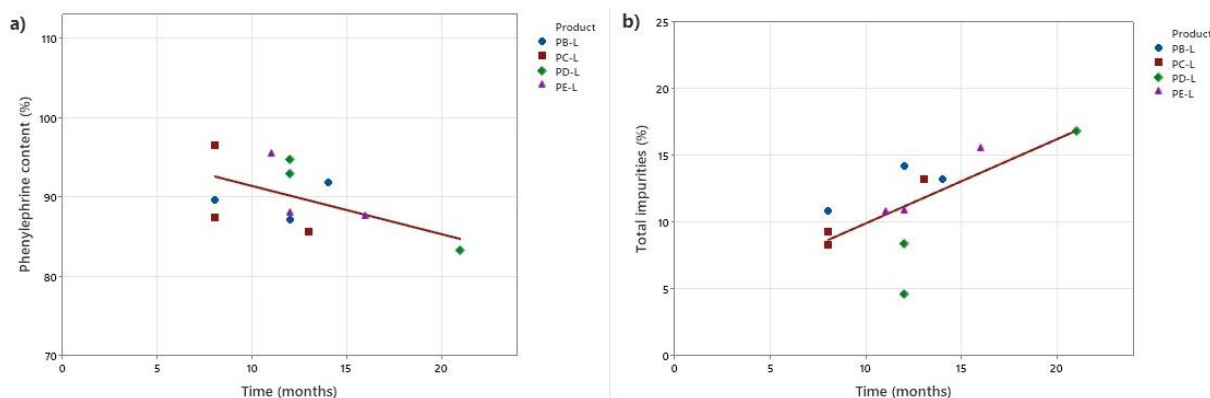 a)
Product
PB-L
PC-L
PD-L
PE-L
110
100
90
80
70
Phenylephrine content (%)
0 5 10 15 20
Time (months)
b)
Product
PB-L
PC-L
PD-L
PE-L
25
20
15
10
5
0
Total impurities (%)
0 5 10 15 20
Time (months)